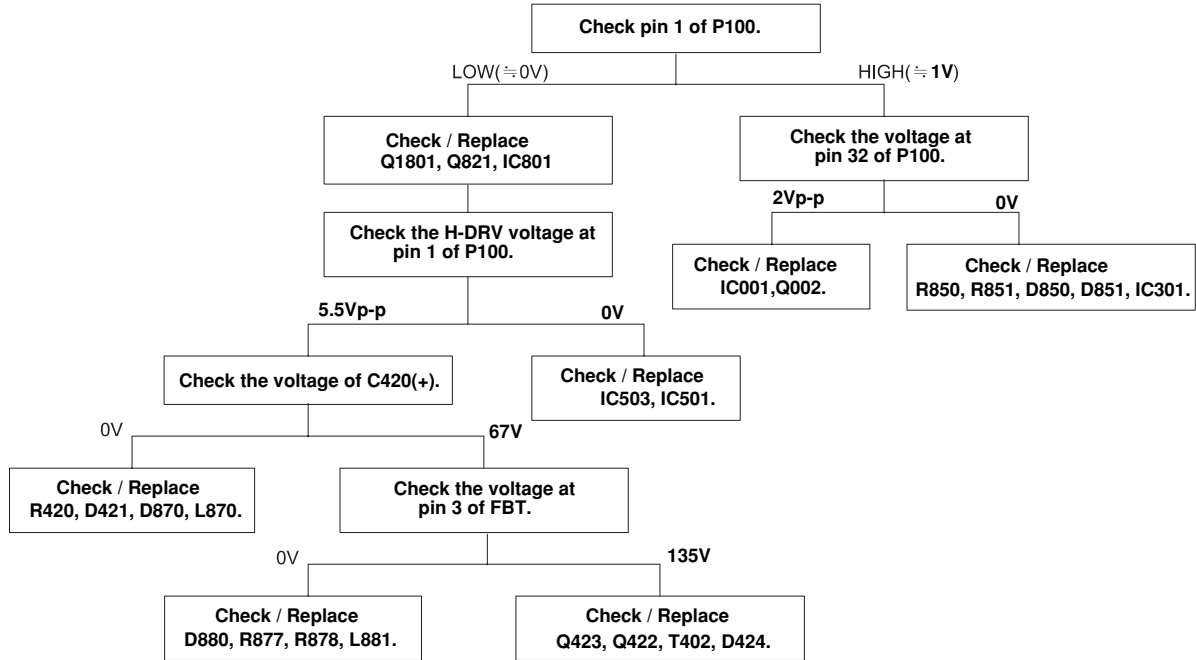 Check pin 1 of P100.
LOW(≒0V)
HIGH(≒1V)
Check / Replace
Q1801, Q821, IC801
Check the voltage at
pin 32 of P100.
2Vp-p
0V
Check the H-DRV voltage at
pin 1 of P100.
Check / Replace
IC001,Q002.
Check / Replace
R850, R851, D850, D851, IC301.
5.5Vp-p
0V
Check the voltage of C420(+).
Check / Replace
IC503, IC501.
0V
67V
Check / Replace
R420, D421, D870, L870.
Check the voltage at
pin 3 of FBT.
0V
135V
Check / Replace
D880, R877, R878, L881.
Check / Replace
Q423, Q422, T402, D424.